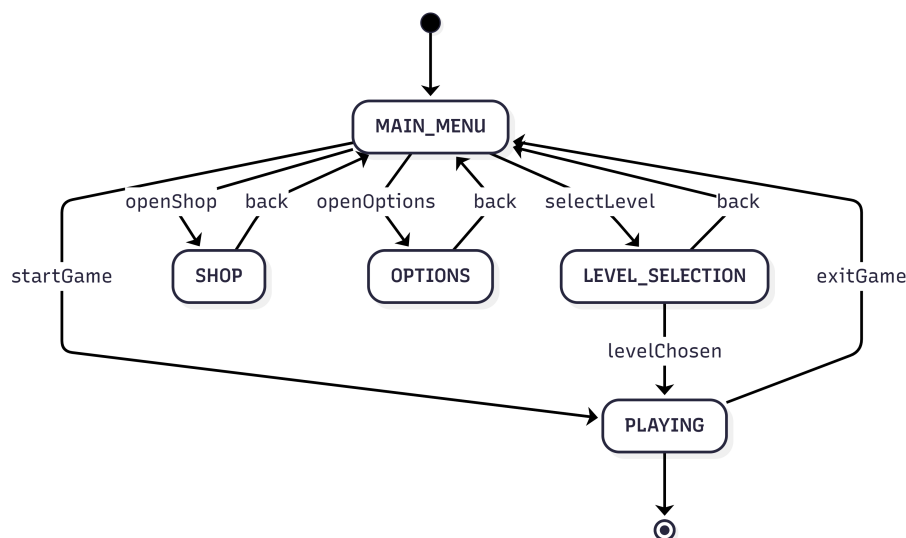 MAIN_MENU
openShop
back
openOptions
back
selectLevel
back
startGame
SHOP
OPTIONS
LEVEL_SELECTION
exitGame
levelChosen
PLAYING